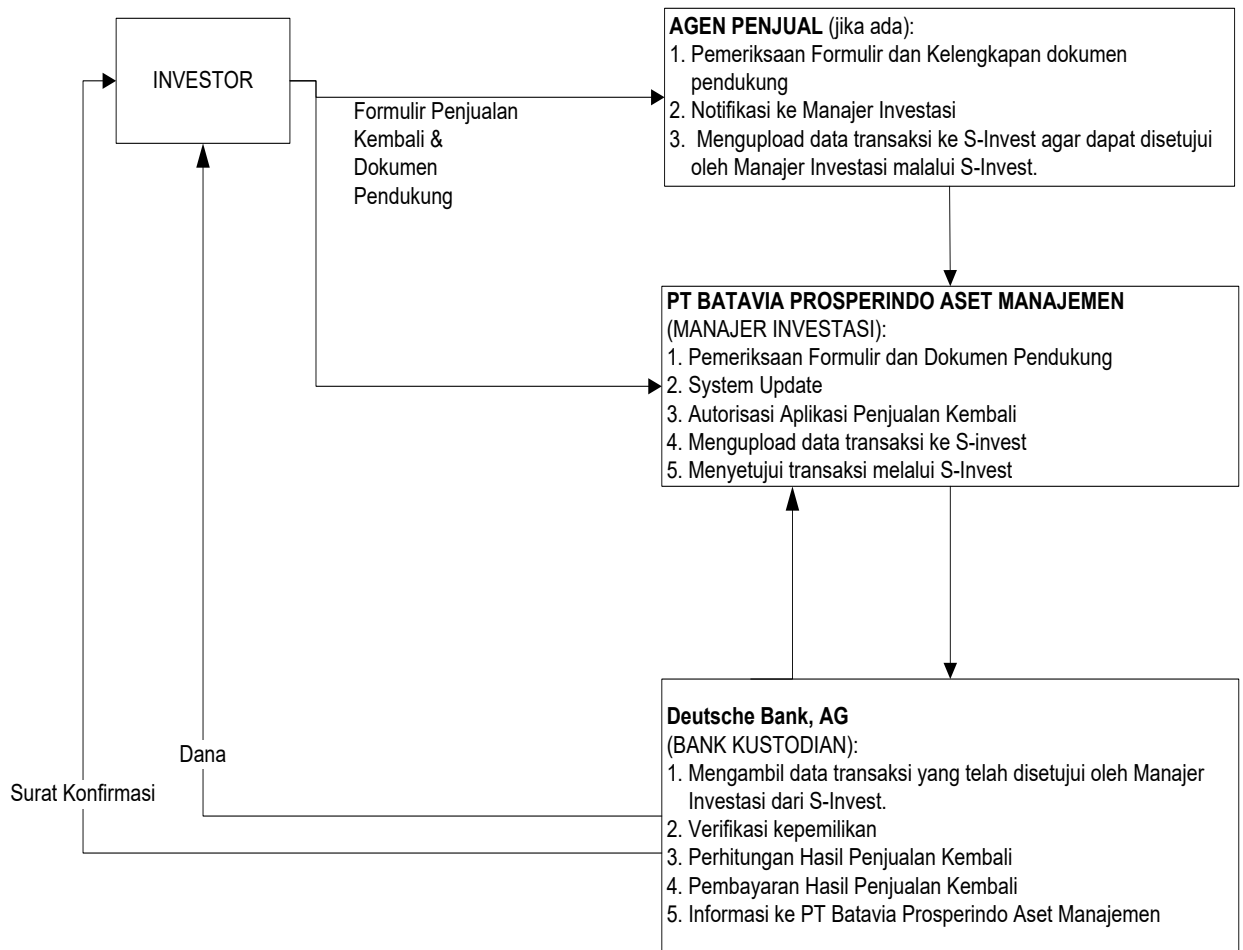 INVESTOR
Formulir Penjualan
Kembali &
Dokumen
Pendukung
AGEN PENJUAL (jika ada):
1. Pemeriksaan Formulir dan Kelengkapan dokumen
pendukung
2. Notifikasi ke Manajer Investasi
3. Mengupload data transaksi ke S-Invest agar dapat disetujui
oleh Manajer Investasi malalui S-Invest.
PT BATAVIA PROSPERINDO ASET MANAJEMEN
(MANAJER INVESTASI):
1. Pemeriksaan Formulir dan Dokumen Pendukung
2. System Update
3. Autorisasi Aplikasi Penjualan Kembali
4. Mengupload data transaksi ke S-invest
5. Menyetujui transaksi melalui S-Invest
Deutsche Bank, AG
(BANK KUSTODIAN):
1. Mengambil data transaksi yang telah disetujui oleh Manajer
Investasi dari S-Invest.
2. Verifikasi kepemilikan
3. Perhitungan Hasil Penjualan Kembali
4. Pembayaran Hasil Penjualan Kembali
5. Informasi ke PT Batavia Prosperindo Aset Manajemen
Dana
Surat Konfirmasi